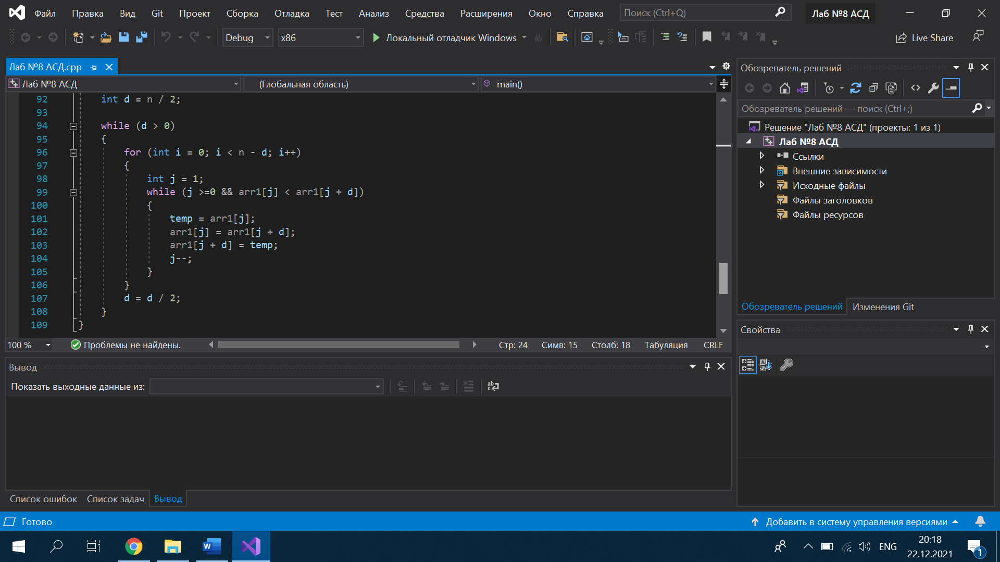 Файл Правка Вид Git Проект Сборка Отладка Тест Анализ Средства Расширения Окно Справка Поиск (Ctrl+Q) Лаб №8 АСД
Debug x86 Локальный отладчик Windows Live Share
Лаб №8 АСД.cpp
Лаб №8 АСД (Глобальная область) main()
92 int d = n / 2;
93
94 while (d > 0)
95 {
96 for (int i = 0; i < n - d; i++)
97 {
98 int j = 1;
99 while (j >=0 && arr1[j] < arr1[j + d])
100 {
101 temp = arr1[j];
102 arr1[j] = arr1[j + d];
103 arr1[j + d] = temp;
104 j--;
105 }
106 }
107 d = d / 2;
108 }
109 }
100 % Проблемы не найдены. Стр: 24 Симв: 15 Столб: 18 Табуляция CRLF
Вывод
Показать выходные данные из:
Список ошибок Список задач Вывод
Обозреватель решений
Обозреватель решений — поиск (Ctrl+;)
Решение "Лаб №8 АСД" (проекты: 1 из 1)
Лаб №8 АСД
Ссылки
Внешние зависимости
Исходные файлы
Файлы заголовков
Файлы ресурсов
Обозреватель решений Изменения Git
Свойства
Готово Добавить в систему управления версиями
ENG
20:18
22.12.2021
1